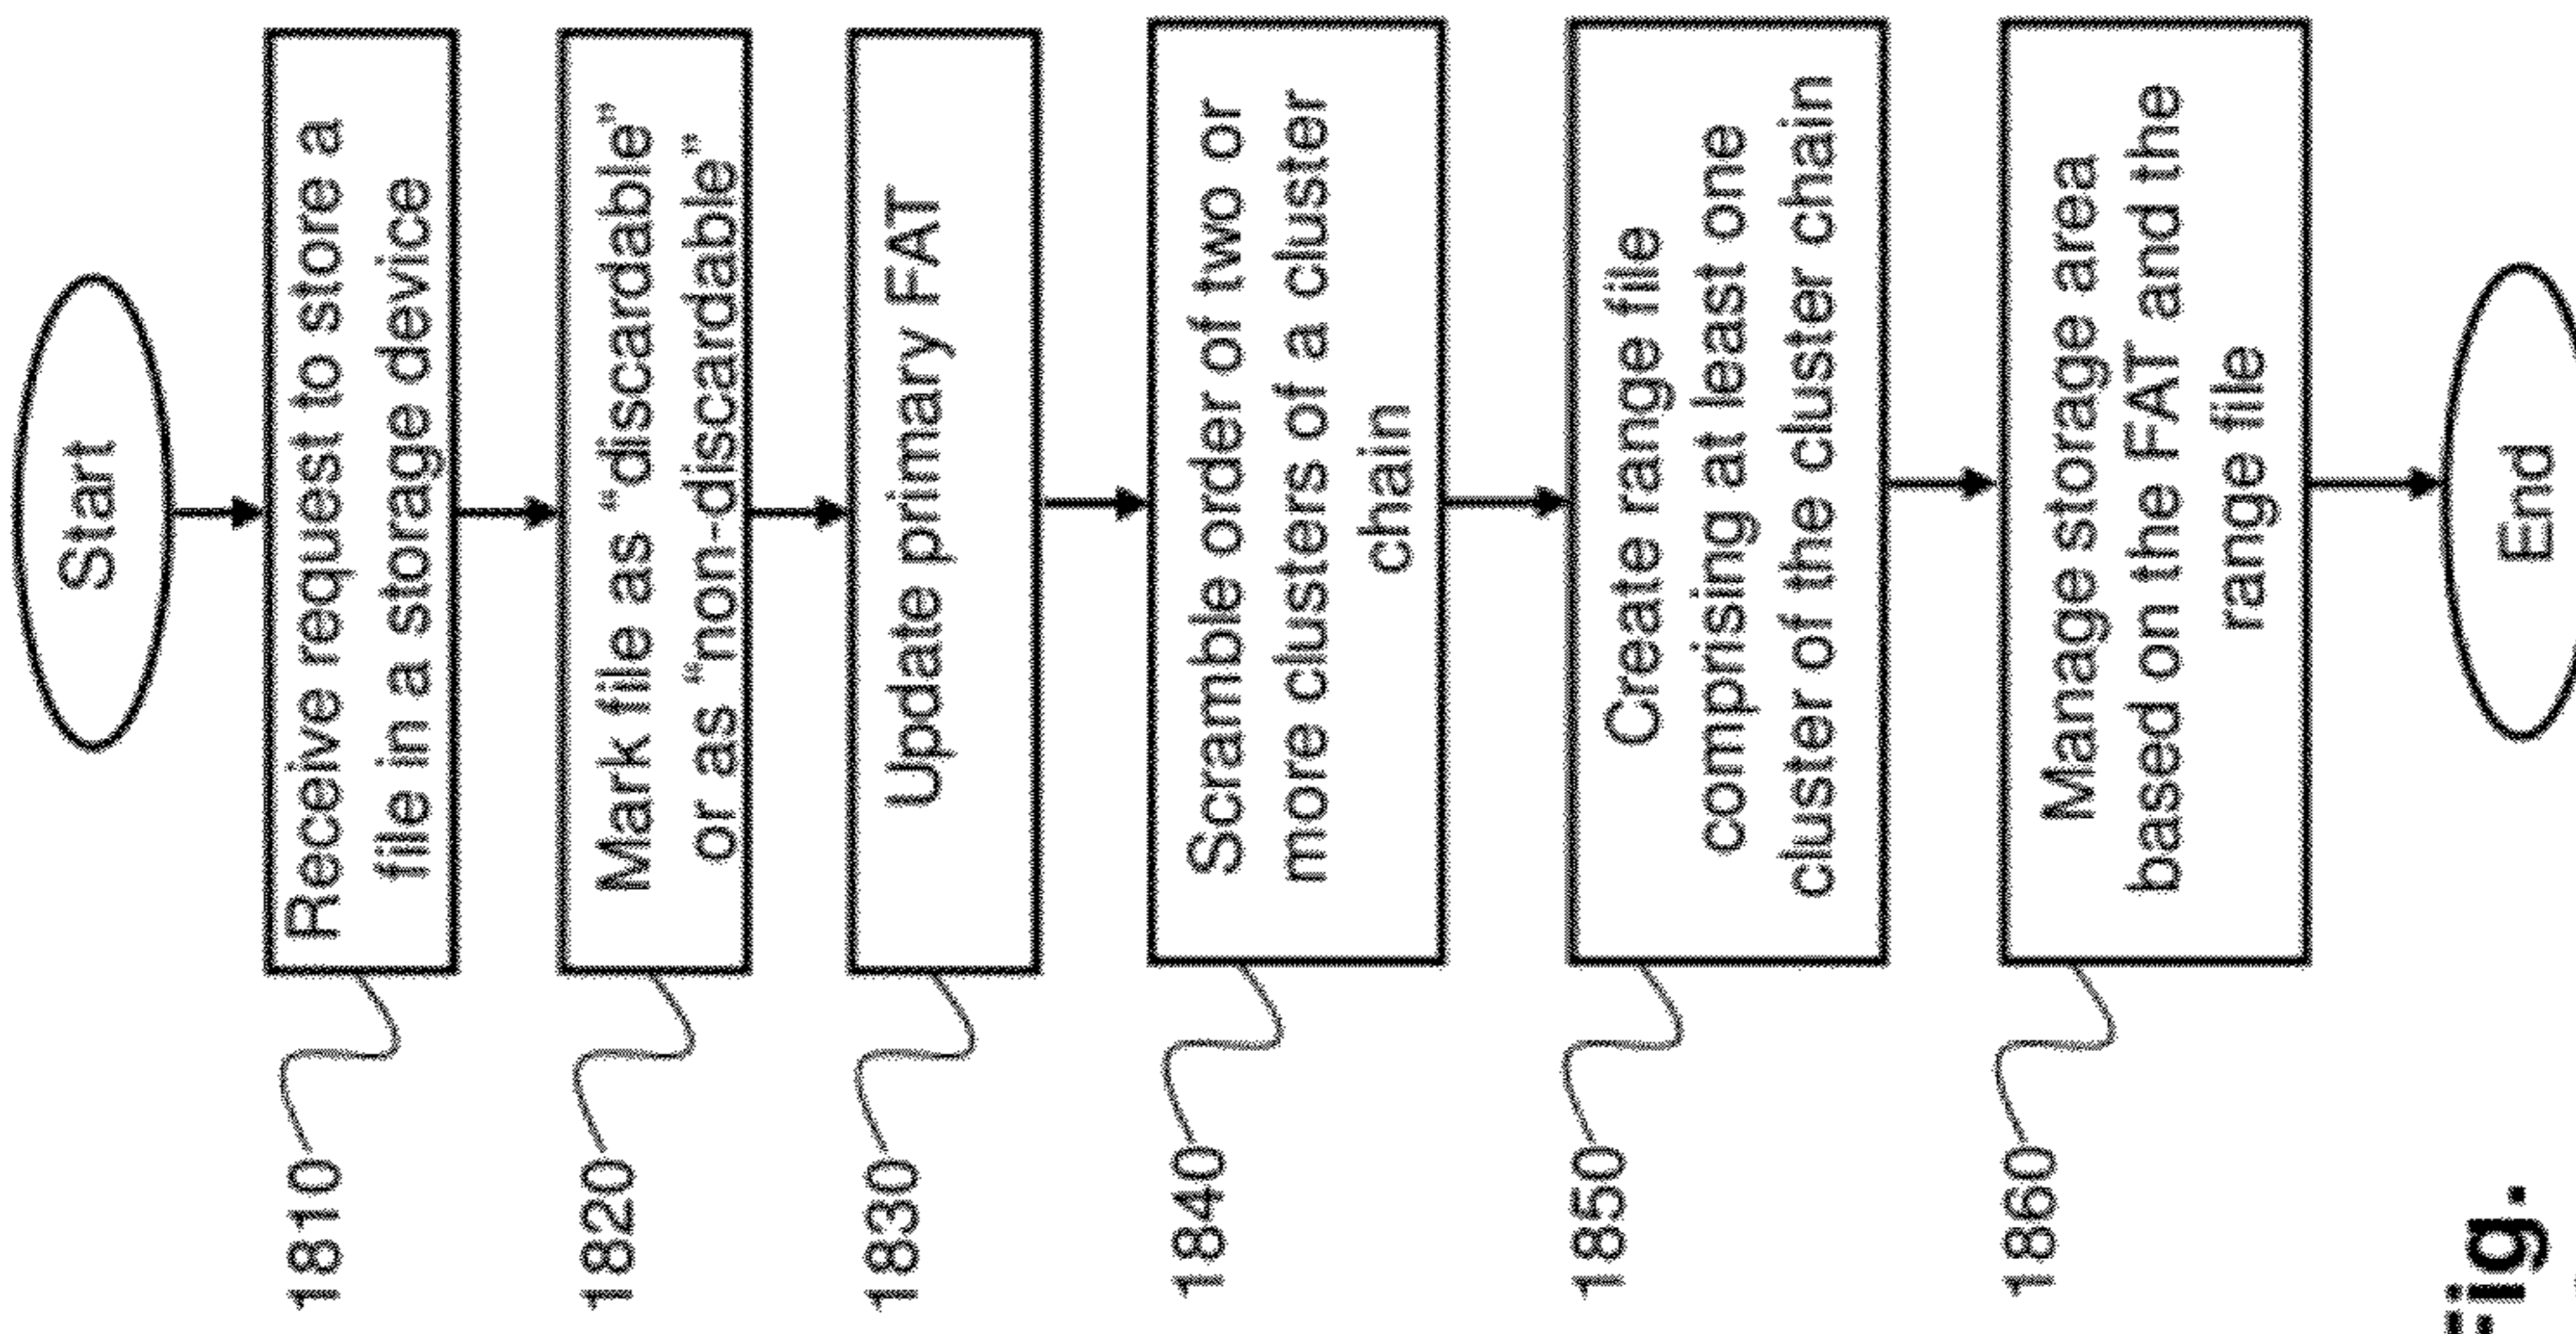 Start
1810
Receive request to store a
file in a storage device
1820
Mark file as "discardable"
or as "non-discardable"
1830
Update primary FAT
1840
Scramble order of two or
more clusters of a cluster
chain
1850
Create range file
comprising at least one
cluster of the cluster chain
1860
Manage storage area
based on the FAT and the
range file
End
Fig.